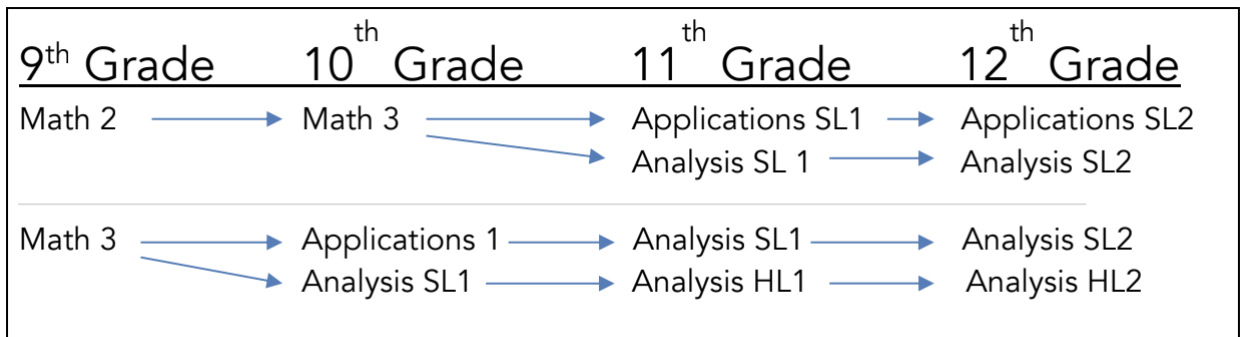 9th Grade 10th Grade 11th Grade 12th Grade
Math 2 Math 3 Applications SL1 Applications SL2
Analysis SL 1 Analysis SL2
Math 3 Applications 1 Analysis SL1 Analysis SL2
Analysis SL1 Analysis HL1 Analysis HL2